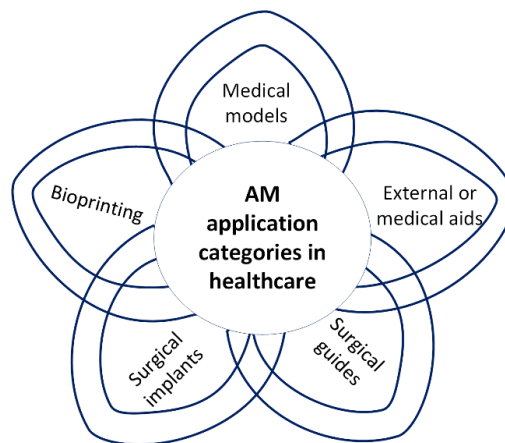 Medical
models
Bioprinting
AM
application
categories in
healthcare
External or
medical aids
Surgical
implants
Surgical
guides